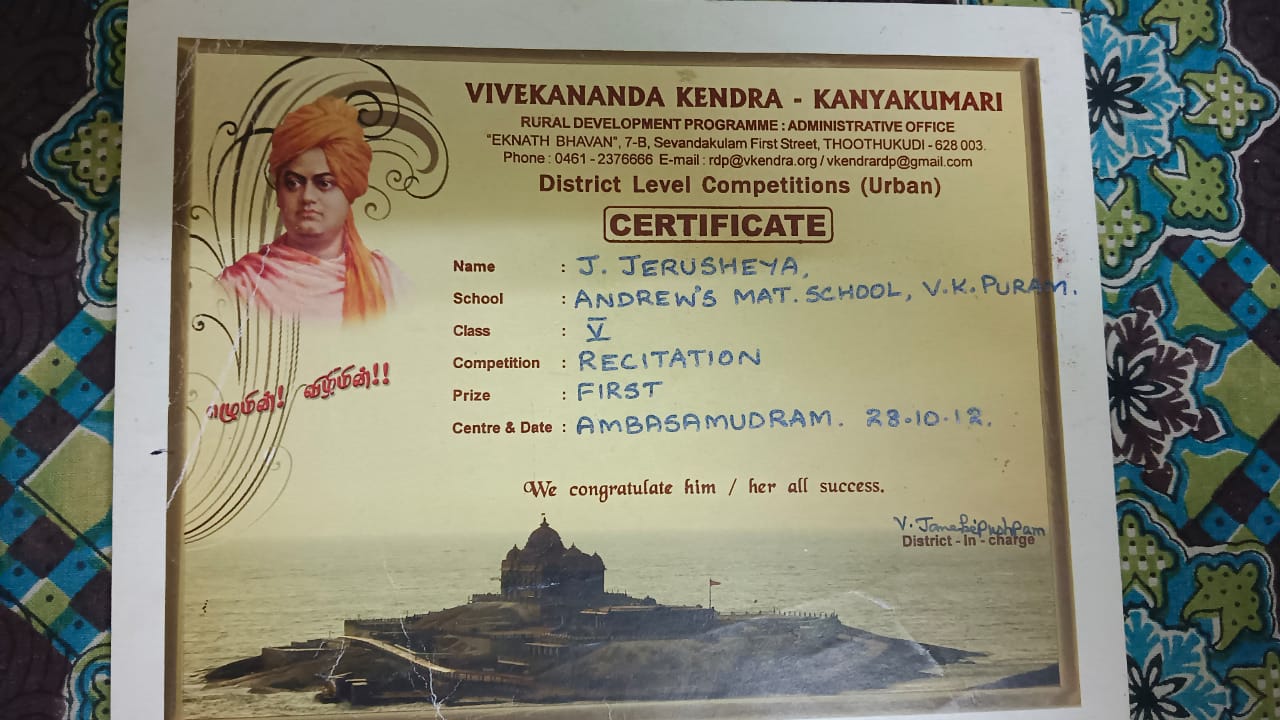 VIVEKANANDA KENDRA - KANYAKUMARI
RURAL DEVELOPMENT PROGRAMME : ADMINISTRATIVE OFFICE
"EKNATH BHAVAN", 7-B, Sevandakulam First Street, THOOTHUKUDI - 628 003.
Phone : 0461 - 2376666 E-mail : rdp@vkendra.org / vkendrardp@gmail.com
District Level Competitions (Urban)
CERTIFICATE
Name : J. JERUSHEYA,
School : ANDREW'S MAT. SCHOOL, V.K. PURAM.
Class : V
Competition : RECITATION
Prize : FIRST
Centre & Date : AMBASAMUDRAM. 28.10.12.
எழுமின்! விழிமின்!!
We congratulate him / her all success.
V. Janakipushpam
District - In - charge